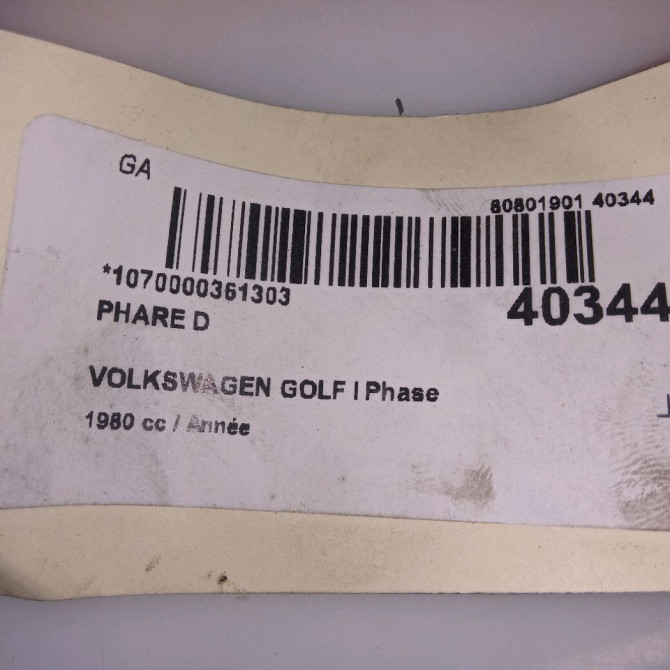 GA
80801901 40344
*1070000361303
40344
PHARE D
VOLKSWAGEN GOLF I Phase
1980 cc / Année